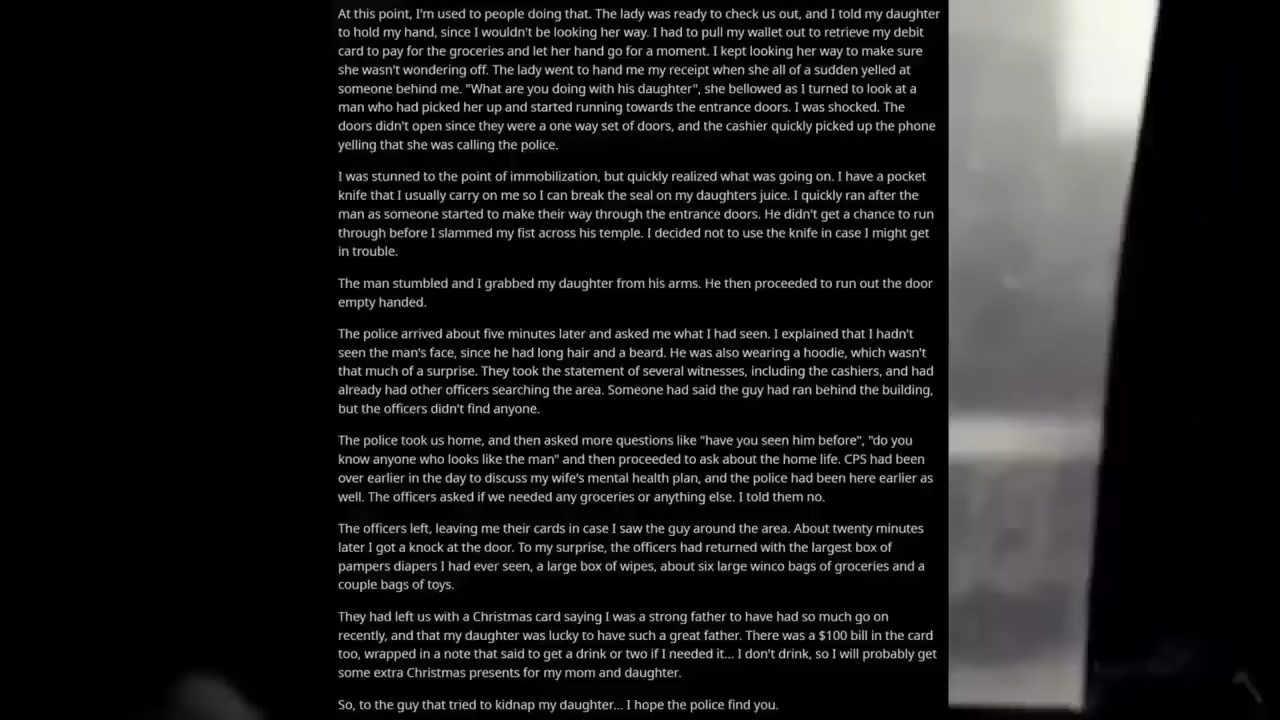 At this point, I'm used to people doing that. The lady was ready to check us out, and I told my daughter
to hold my hand, since I wouldn't be looking her way. I had to pull my wallet out to retrieve my debit
card to pay for the groceries and let her hand go for a moment. I kept looking her way to make sure
she wasn't wondering off. The lady went to hand me my receipt when she all of a sudden yelled at
someone behind me. "What are you doing with his daughter", she bellowed as I turned to look at a
man who had picked her up and started running towards the entrance doors. I was shocked. The
doors didn't open since they were a one way set of doors, and the cashier quickly picked up the phone
yelling that she was calling the police.
I was stunned to the point of immobilization, but quickly realized what was going on. I have a pocket
knife that I usually carry on me so I can break the seal on my daughters juice. I quickly ran after the
man as someone started to make their way through the entrance doors. He didn't get a chance to run
through before I slammed my fist across his temple. I decided not to use the knife in case I might get
in trouble.
The man stumbled and I grabbed my daughter from his arms. He then proceeded to run out the door
empty handed.
The police arrived about five minutes later and asked me what I had seen. I explained that I hadn't
seen the man's face, since he had long hair and a beard. He was also wearing a hoodie, which wasn't
that much of a surprise. They took the statement of several witnesses, including the cashiers, and had
already had other officers searching the area. Someone had said the guy had ran behind the building,
but the officers didn't find anyone.
The police took us home, and then asked more questions like "have you seen him before", "do you
know anyone who looks like the man" and then proceeded to ask about the home life. CPS had been
over earlier in the day to discuss my wife's mental health plan, and the police had been here earlier as
well. The officers asked if we needed any groceries or anything else. I told them no.
The officers left, leaving me their cards in case I saw the guy around the area. About twenty minutes
later I got a knock at the door. To my surprise, the officers had returned with the largest box of
pampers diapers I had ever seen, a large box of wipes, about six large winco bags of groceries and a
couple bags of toys.
They had left us with a Christmas card saying I was a strong father to have had so much go on
recently, and that my daughter was lucky to have such a great father. There was a $100 bill in the card
too, wrapped in a note that said to get a drink or two if I needed it... I don't drink, so I will probably get
some extra Christmas presents for my mom and daughter.
So, to the guy that tried to kidnap my daughter... I hope the police find you.